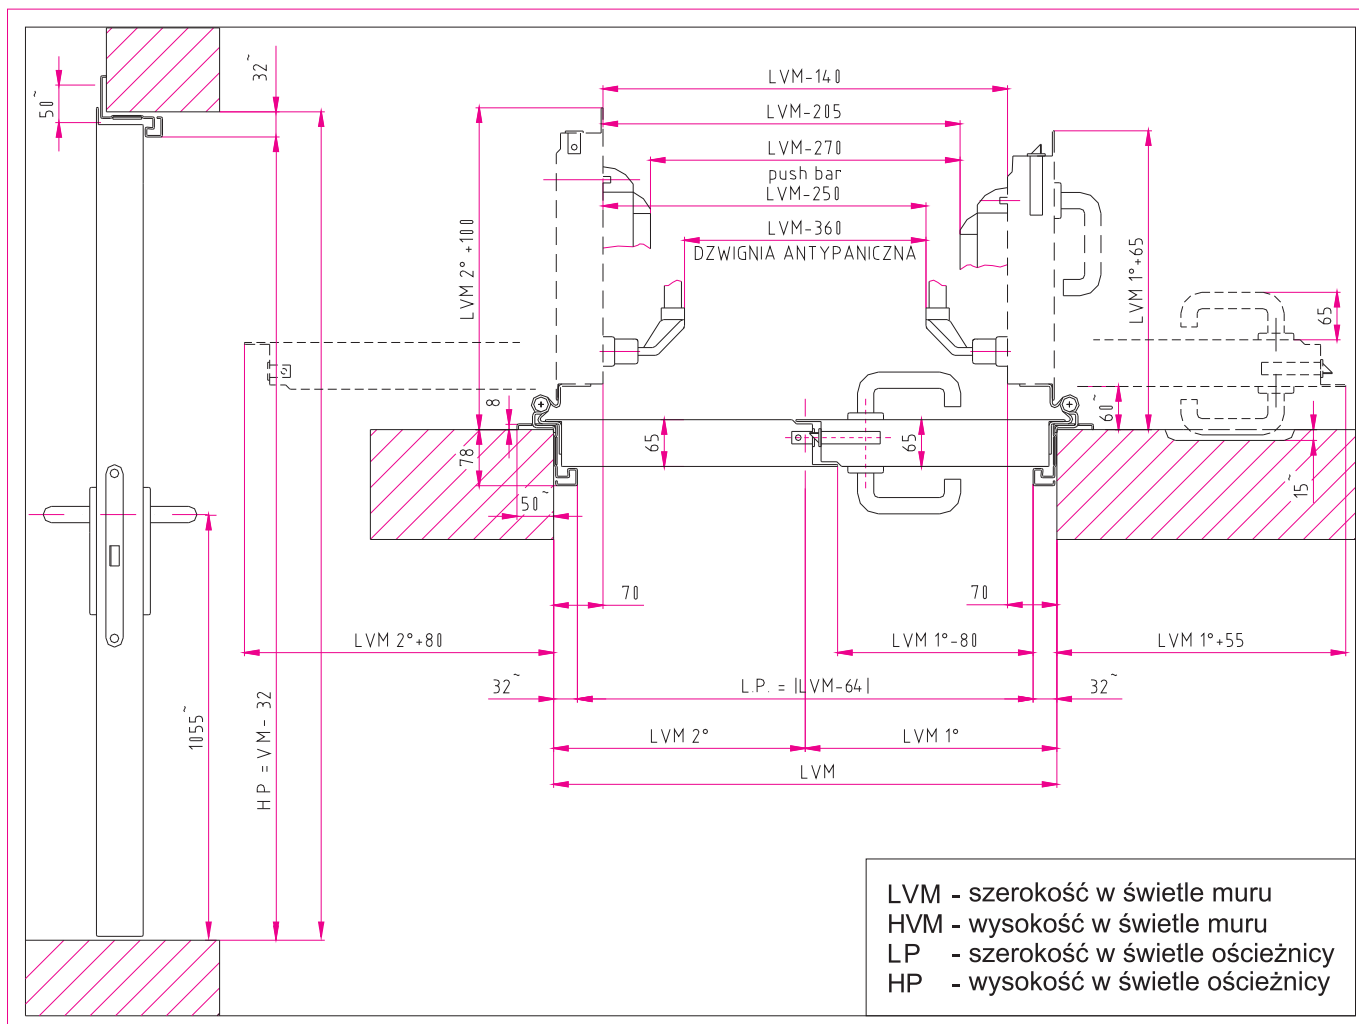 32~
50~
LVM-140
LVM-205
LVM-270
push bar
LVM-250
LVM-360
DZWIGNIA ANTYPANICZNA
LVM 2° +100
LVM 1°+65
65
8
78~
50~
65
65
60~
15~
70
70
LVM 2°+80
LVM 1°-80
LVM 1°+55
32~
L.P. = |LVM-64|
32~
1055~
HP = VM- 32
LVM 2°
LVM 1°
LVM
LVM - szerokość w świetle muru
HVM - wysokość w świetle muru
LP - szerokość w świetle ościeżnicy
HP - wysokość w świetle ościeżnicy